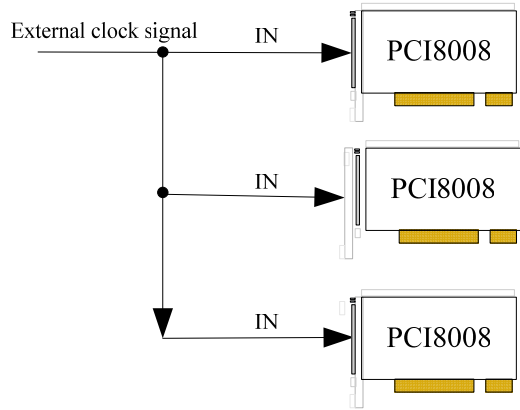 External clock signal
IN
PCI8008
IN
PCI8008
IN
PCI8008